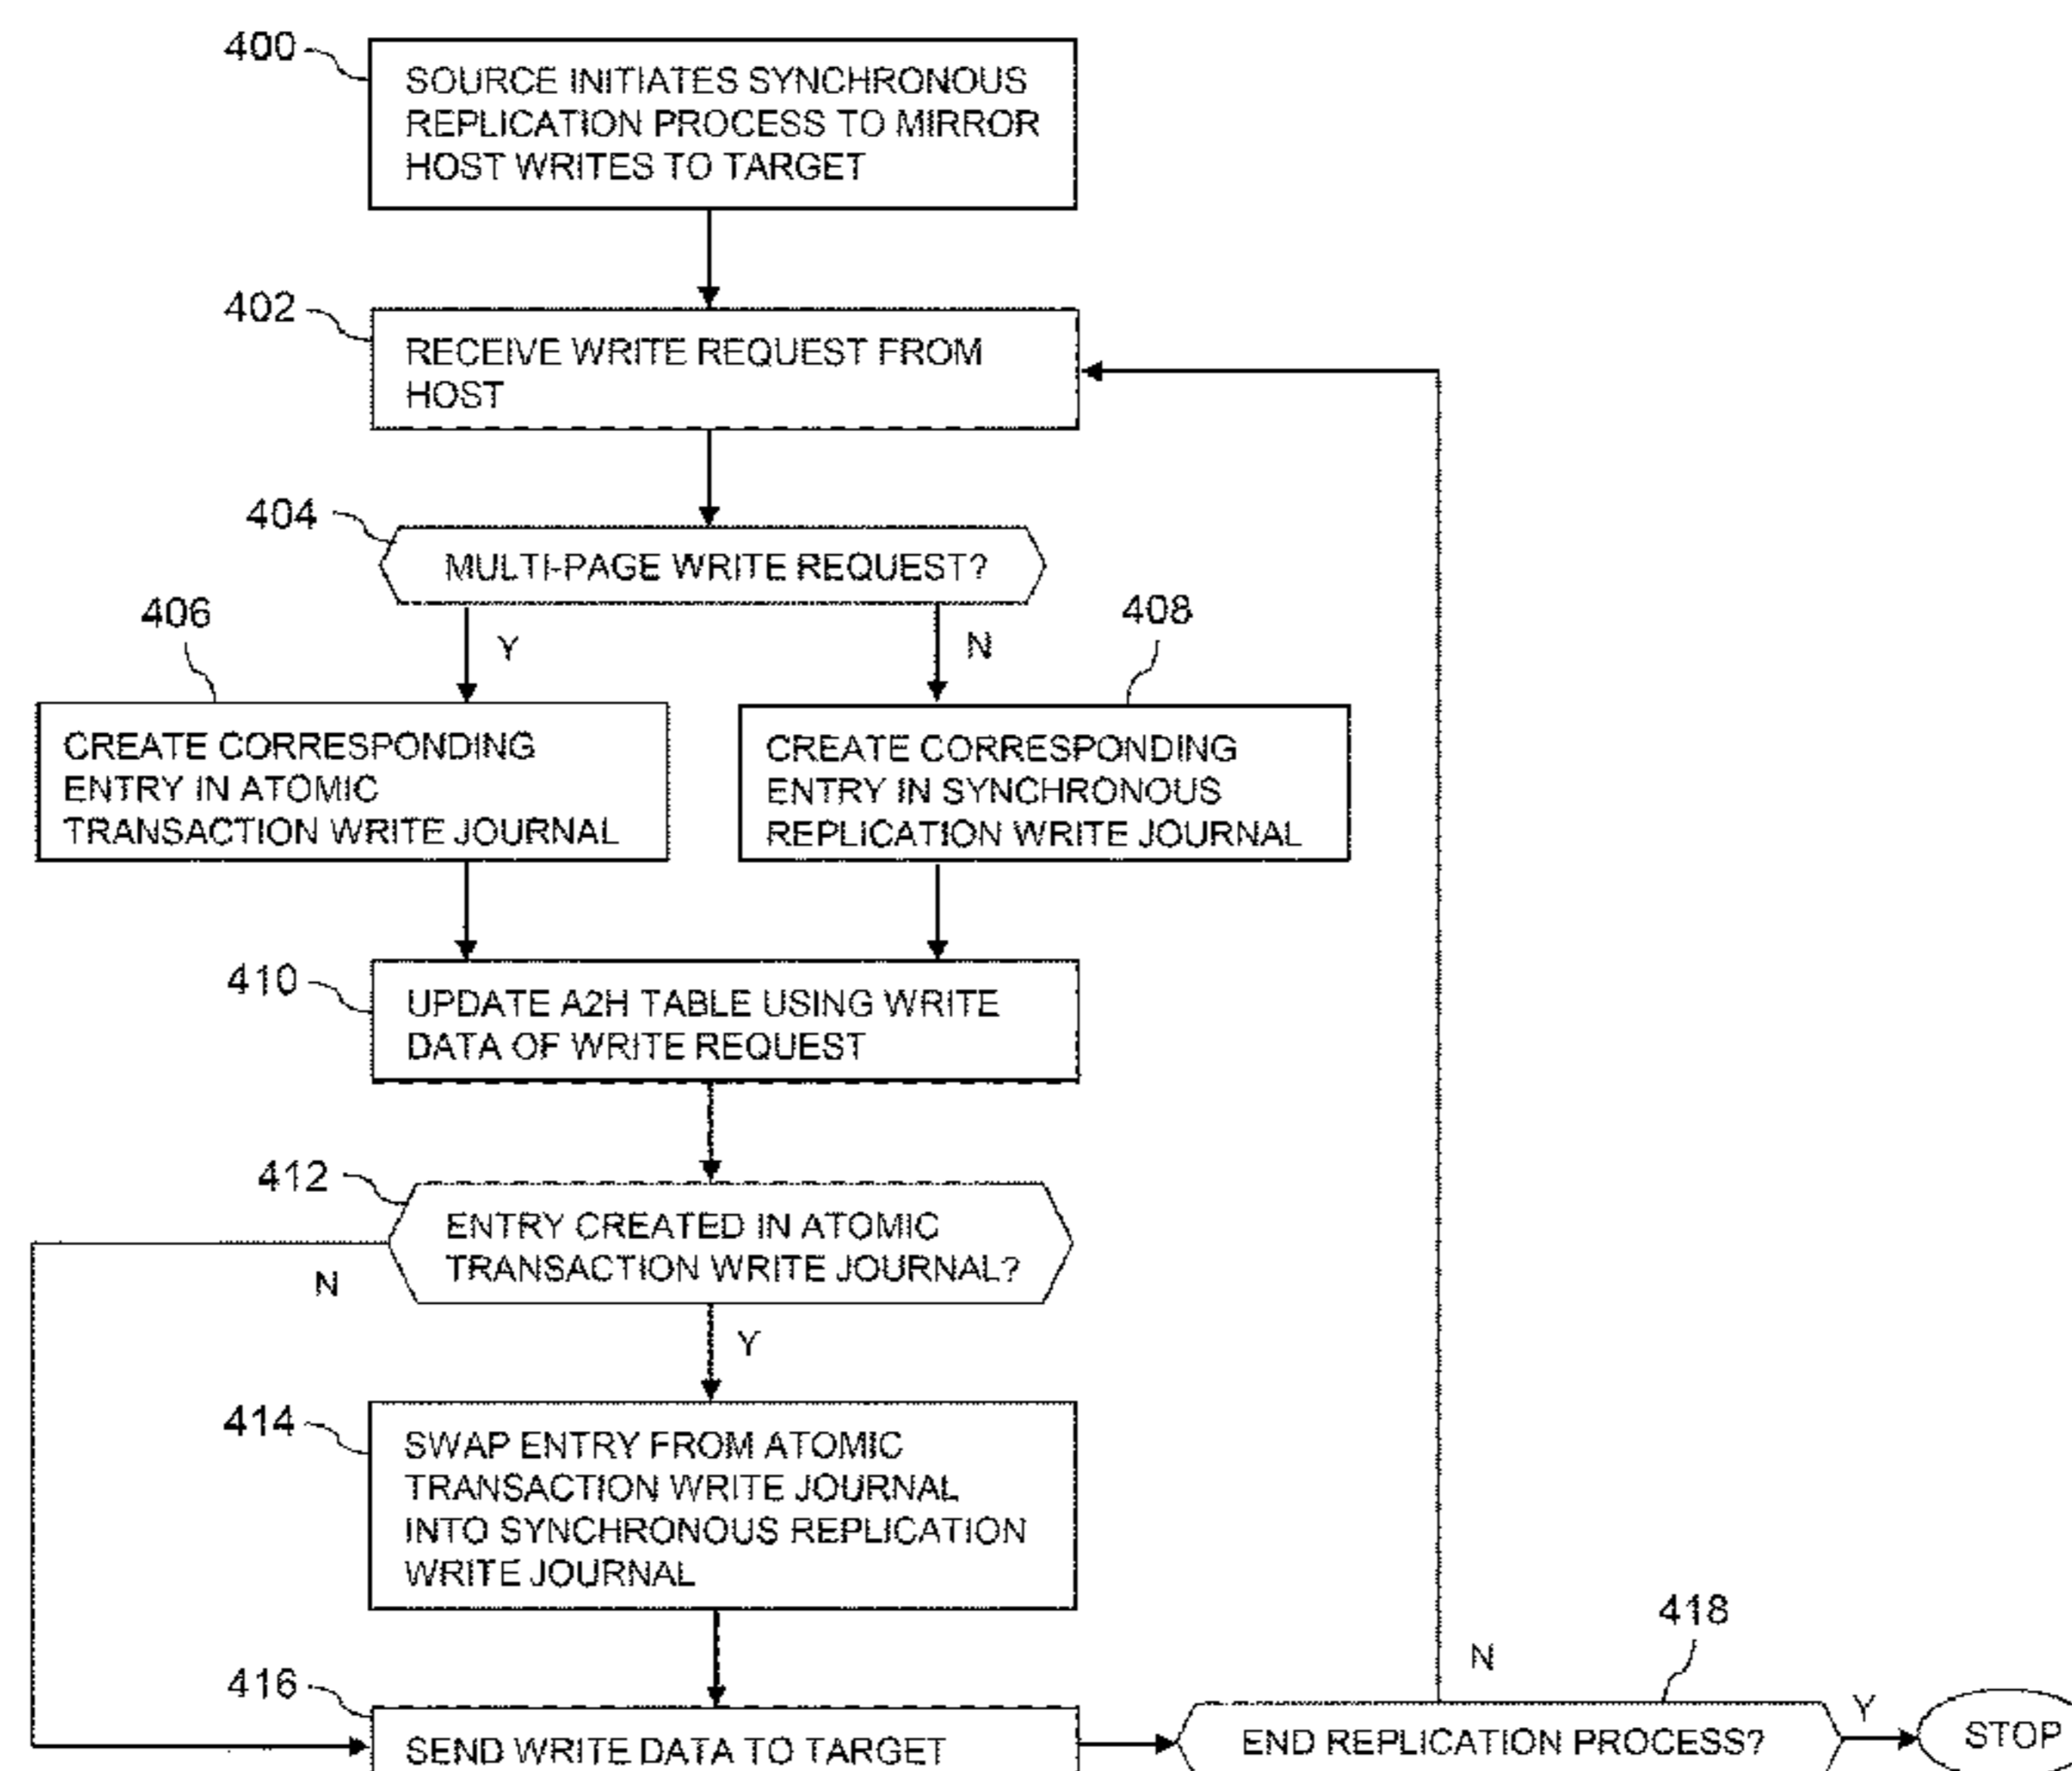 400
SOURCE INITIATES SYNCHRONOUS
REPLICATION PROCESS TO MIRROR
HOST WRITES TO TARGET
402
RECEIVE WRITE REQUEST FROM
HOST
404
MULTI-PAGE WRITE REQUEST?
406
Y
N
408
CREATE CORRESPONDING
ENTRY IN ATOMIC
TRANSACTION WRITE JOURNAL
CREATE CORRESPONDING
ENTRY IN SYNCHRONOUS
REPLICATION WRITE JOURNAL
410
UPDATE A2H TABLE USING WRITE
DATA OF WRITE REQUEST
412
ENTRY CREATED IN ATOMIC
TRANSACTION WRITE JOURNAL?
N
Y
414
SWAP ENTRY FROM ATOMIC
TRANSACTION WRITE JOURNAL
INTO SYNCHRONOUS REPLICATION
WRITE JOURNAL
416
SEND WRITE DATA TO TARGET
418
N
END REPLICATION PROCESS?
Y
STOP